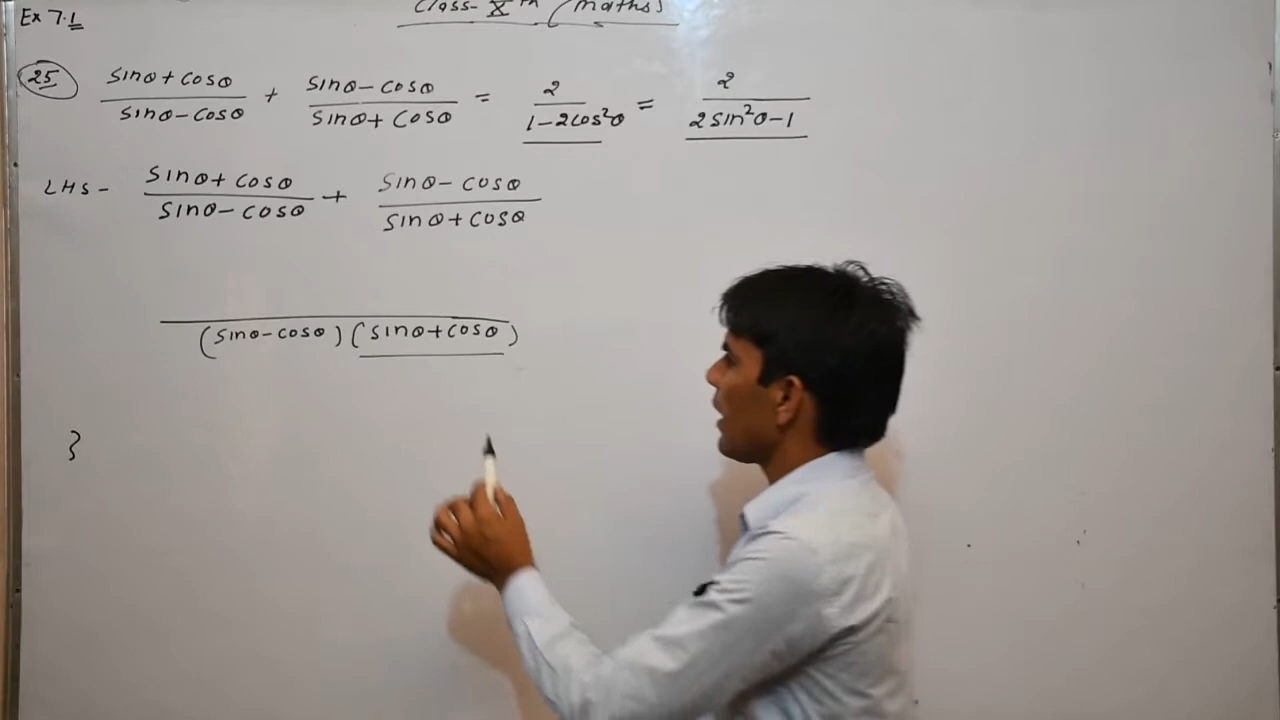 Ex 7.1
Class- Xth (Maths)
25 (sinθ + cosθ)/(sinθ - cosθ) + (sinθ - cosθ)/(sinθ + cosθ) = 2/(1-2cos²θ) = 2/(2sin²θ-1)
LHS - (sinθ + cosθ)/(sinθ - cosθ) + (sinθ - cosθ)/(sinθ + cosθ)
(sinθ-cosθ) (sinθ+cosθ)
}